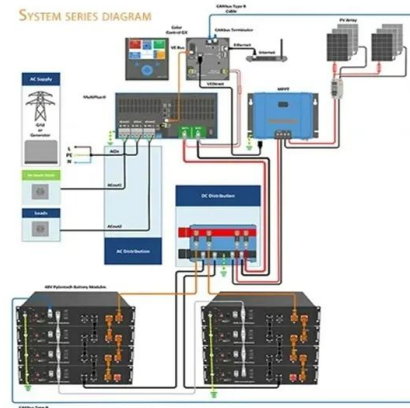 SYSTEM SERIES DIAGRAM
CANbus Type B
Cable
Color
Control GX
CANbus Terminator
PV Array
VE Bus
Ethernet
Internet
AC Supply
MultiPlus-II
VE.Direct
MPPT
Grid
or
Generator
L
PE
N
ACin
ACout1
Loads
ACout2
DC Distribution
AC Distribution
48V Pylontech Battery Modules